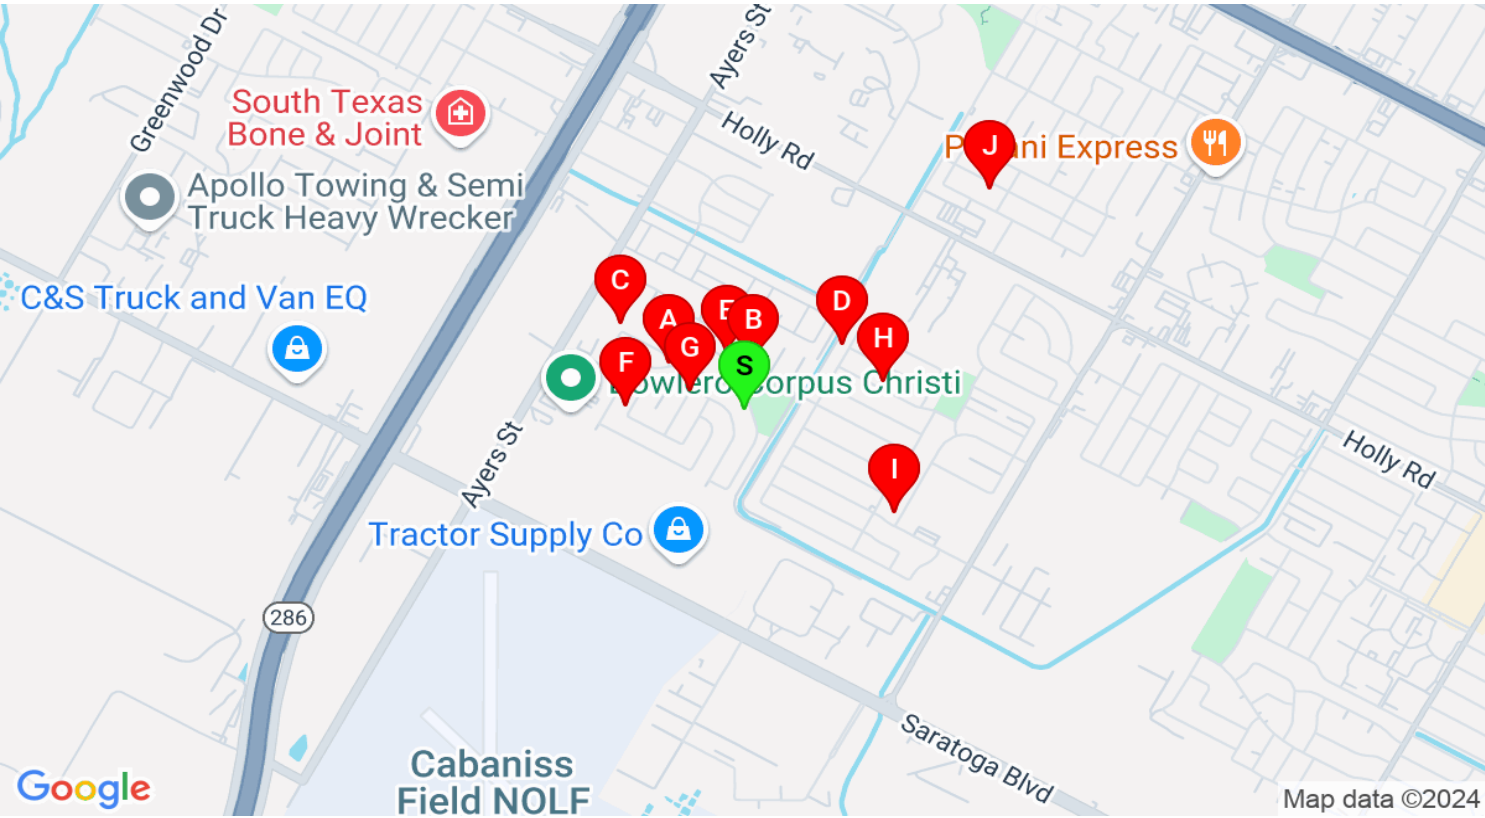 Greenwood Dr
Ayers St
South Texas
Bone & Joint
Holly Rd
ani Express
J
Apollo Towing & Semi
Truck Heavy Wrecker
C
C&S Truck and Van EQ
A
B
D
H
G
F
S
Corpus Christi
I
Ayers St
Holly Rd
Tractor Supply Co
286
Saratoga Blvd
Cabaniss
Field NOLF
Google
Map data ©2024